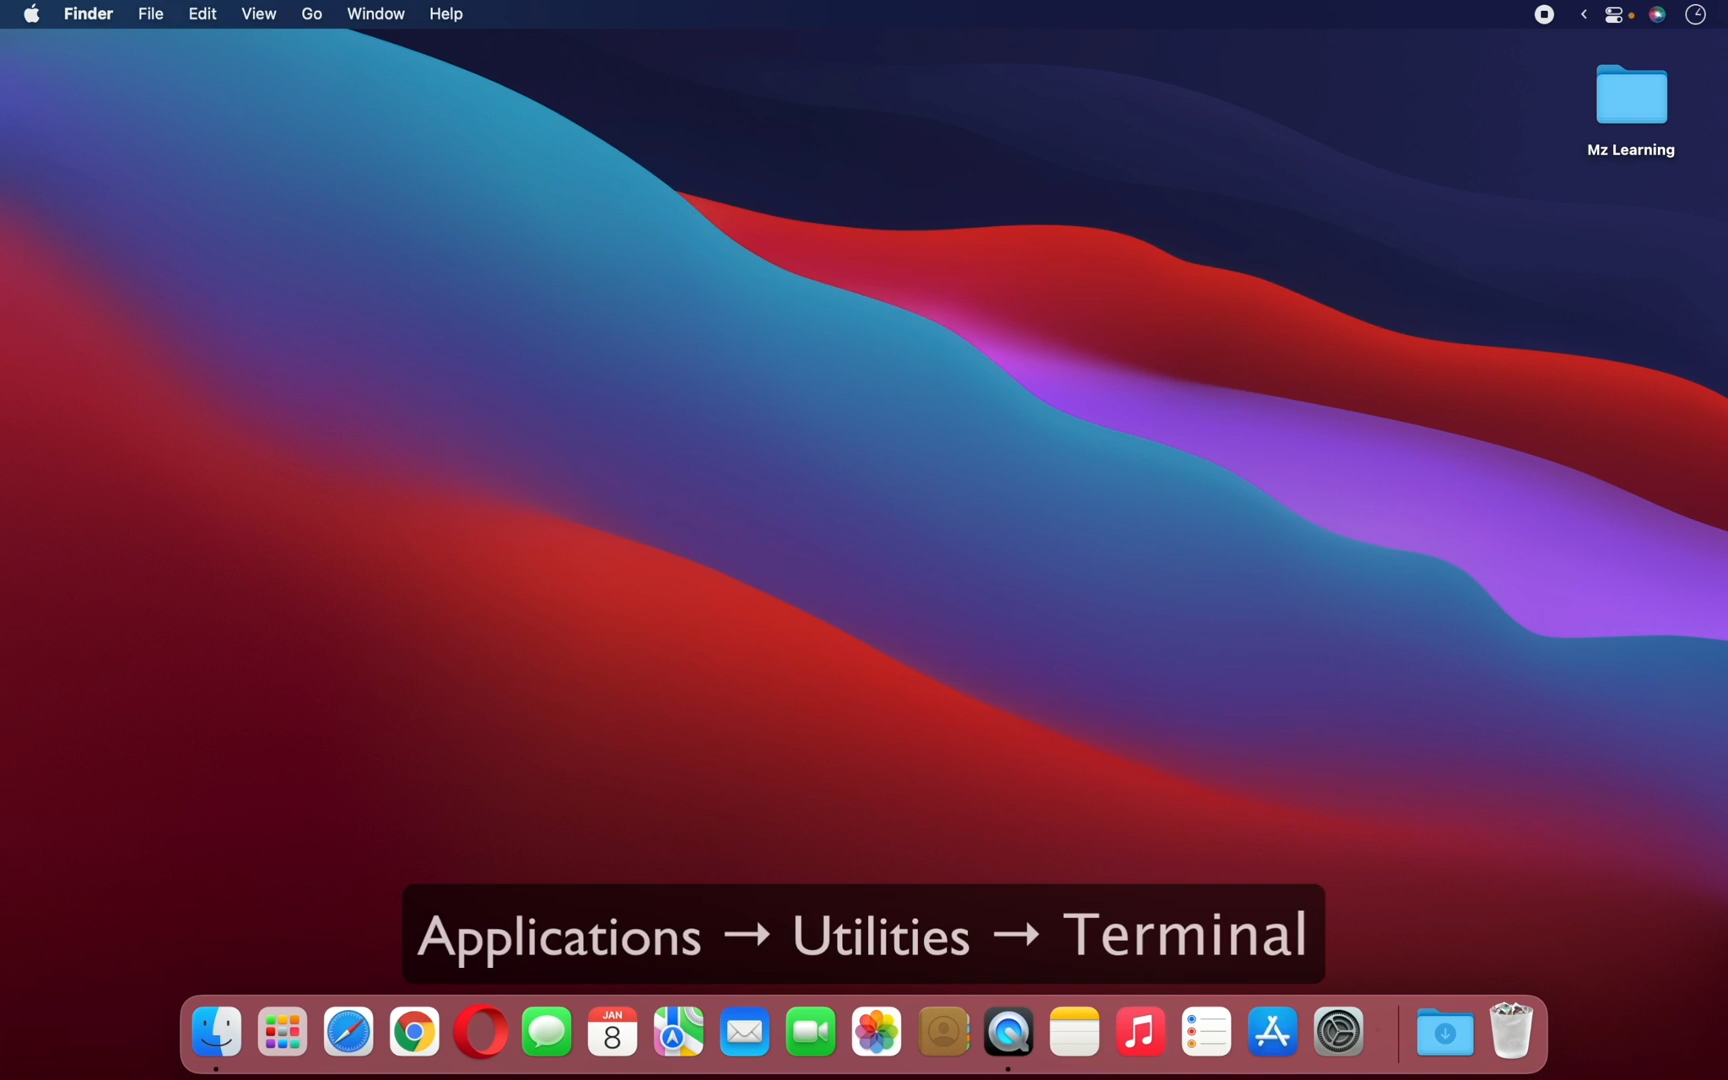 Finder File Edit View Go Window Help
Mz Learning
Applications → Utilities → Terminal
JAN
8